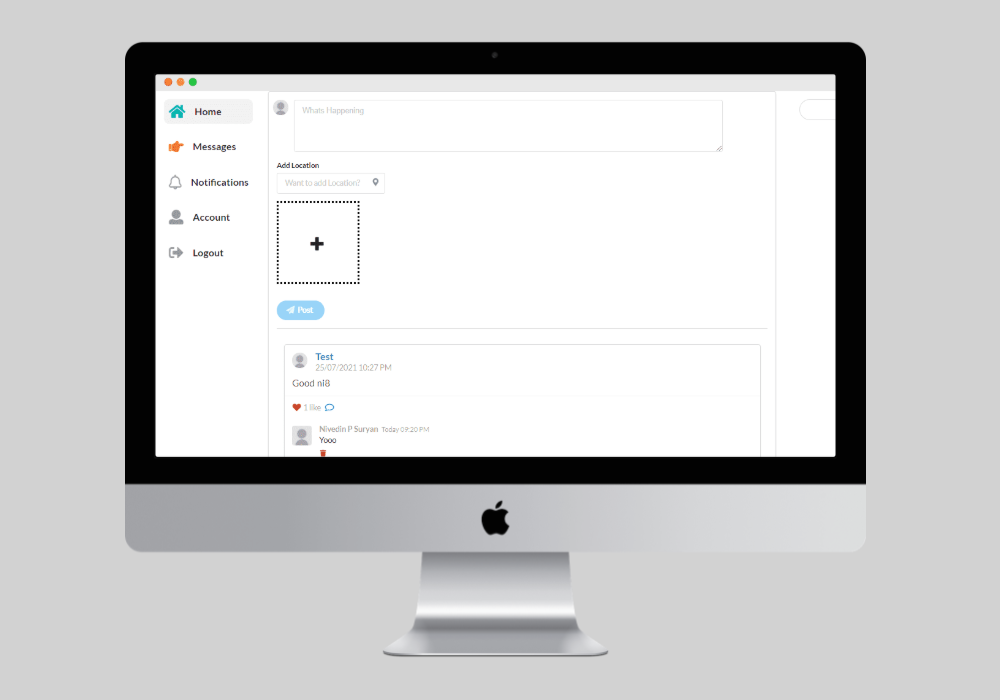 Home
Messages
Notifications
Account
Logout
Whats Happening
Add Location
Want to add Location?
Post
Test
25/07/2021 10:27 PM
Good ni8
1 like
Nivedin P Suryan Today 09:20 PM
Yooo